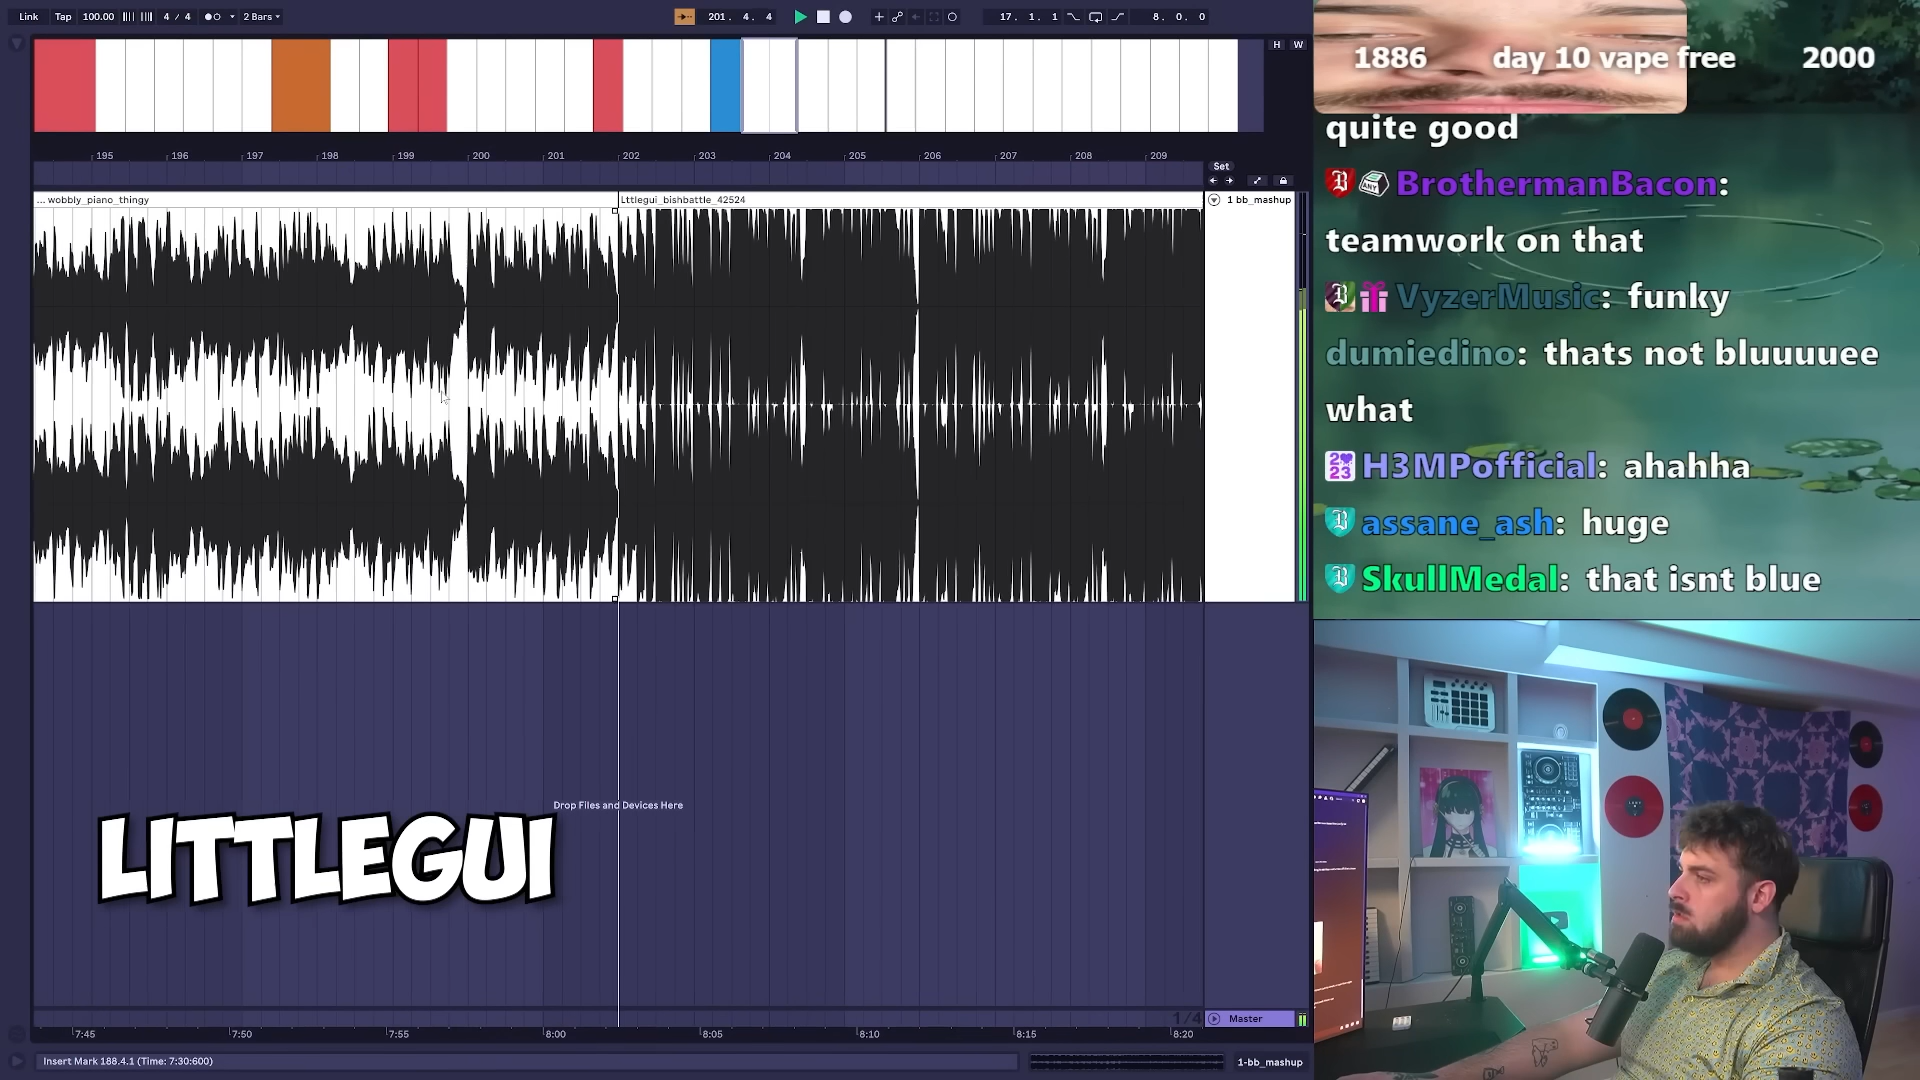 Link Tap 100.00 4 / 4 2 Bars 201. 4. 4 17. 1. 1 8. 0. 0
H W
195 196 197 198 199 200 201 202 203 204 205 206 207 208 209
Set
... wobbly_piano_thingy Lttlegui_bishbattle_42524 1 bb_mashup
Drop Files and Devices Here
LITTLEGUI
1/4 Master
7:45 7:50 7:55 8:00 8:05 8:10 8:15 8:20
Insert Mark 188.4.1 (Time: 7:30:600) 1-bb_mashup
1886 day 10 vape free 2000
quite good
BrothermanBacon:
teamwork on that
VyzerMusic: funky
dumiedino: thats not bluuuuee
what
H3MPofficial: ahahha
assane_ash: huge
SkullMedal: that isnt blue